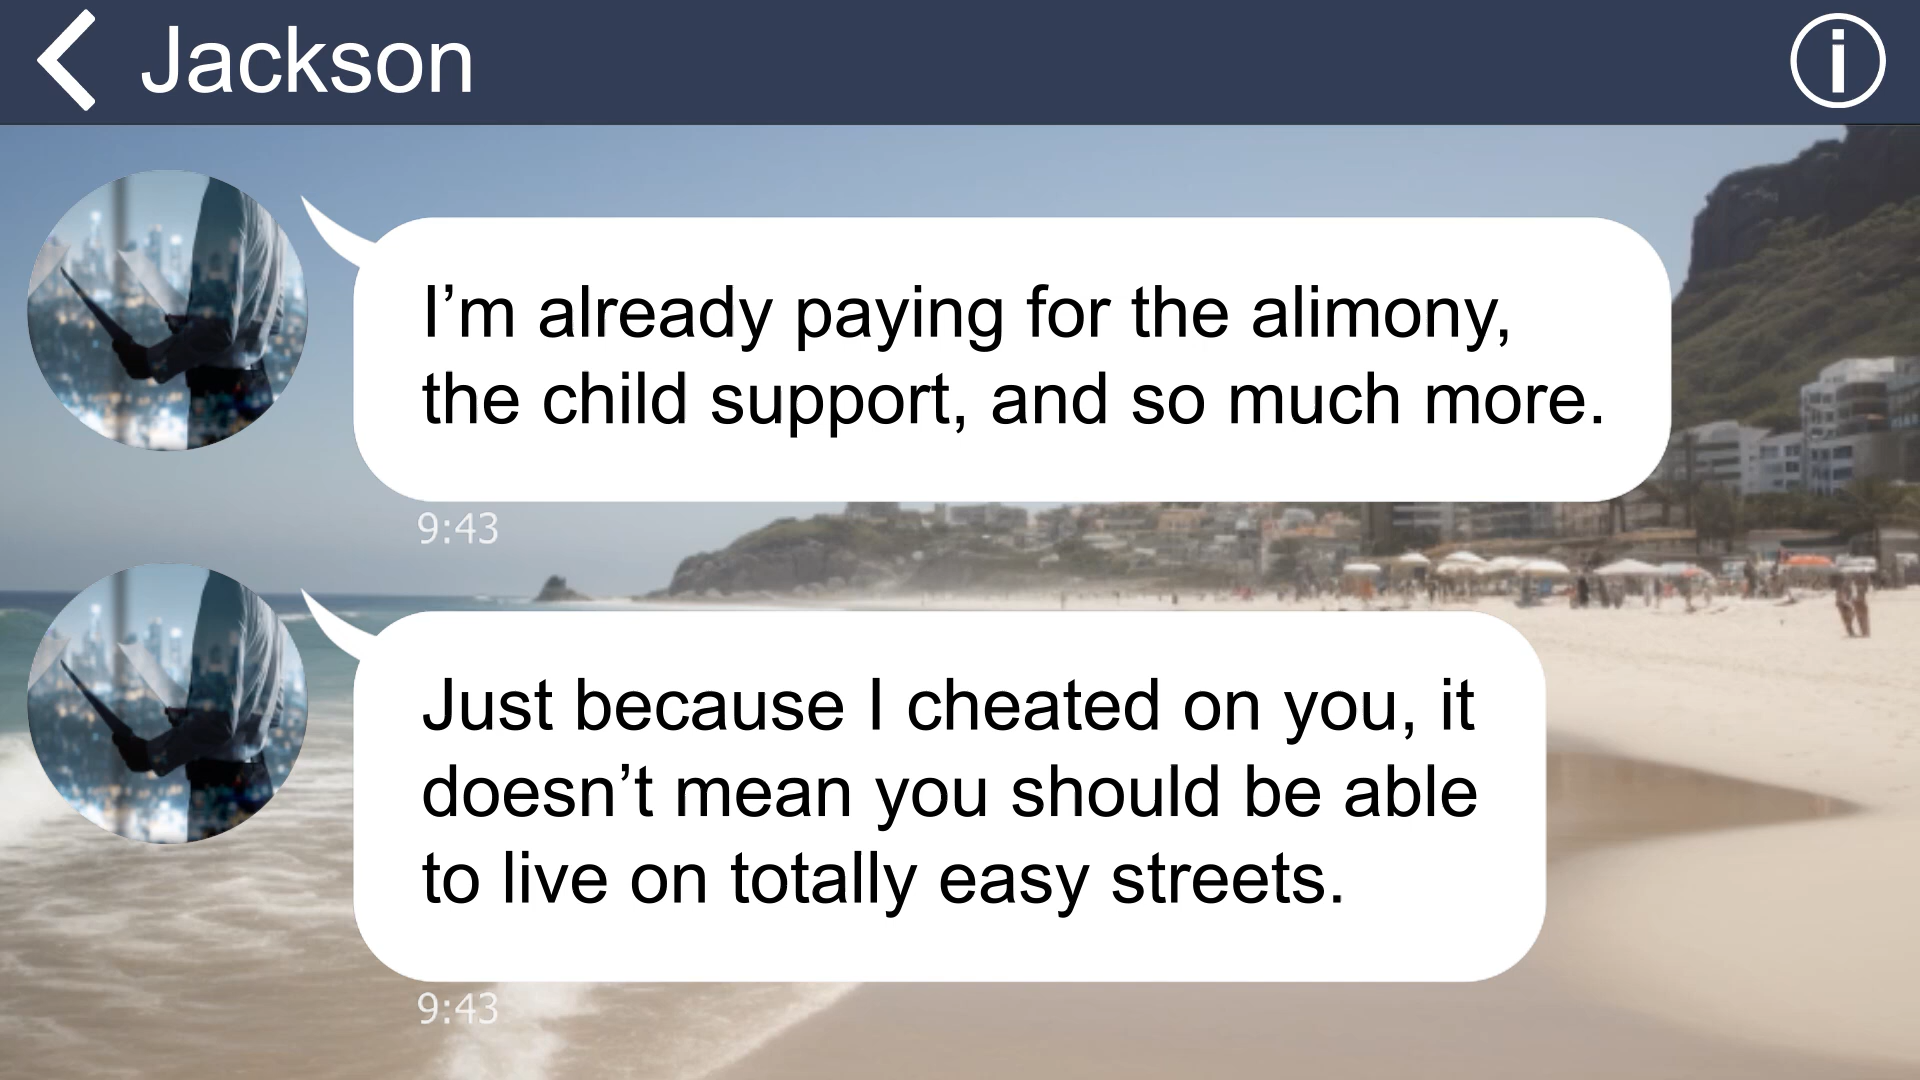 Jackson
I’m already paying for the alimony,
the child support, and so much more.
9:43
Just because I cheated on you, it
doesn’t mean you should be able
to live on totally easy streets.
9:43